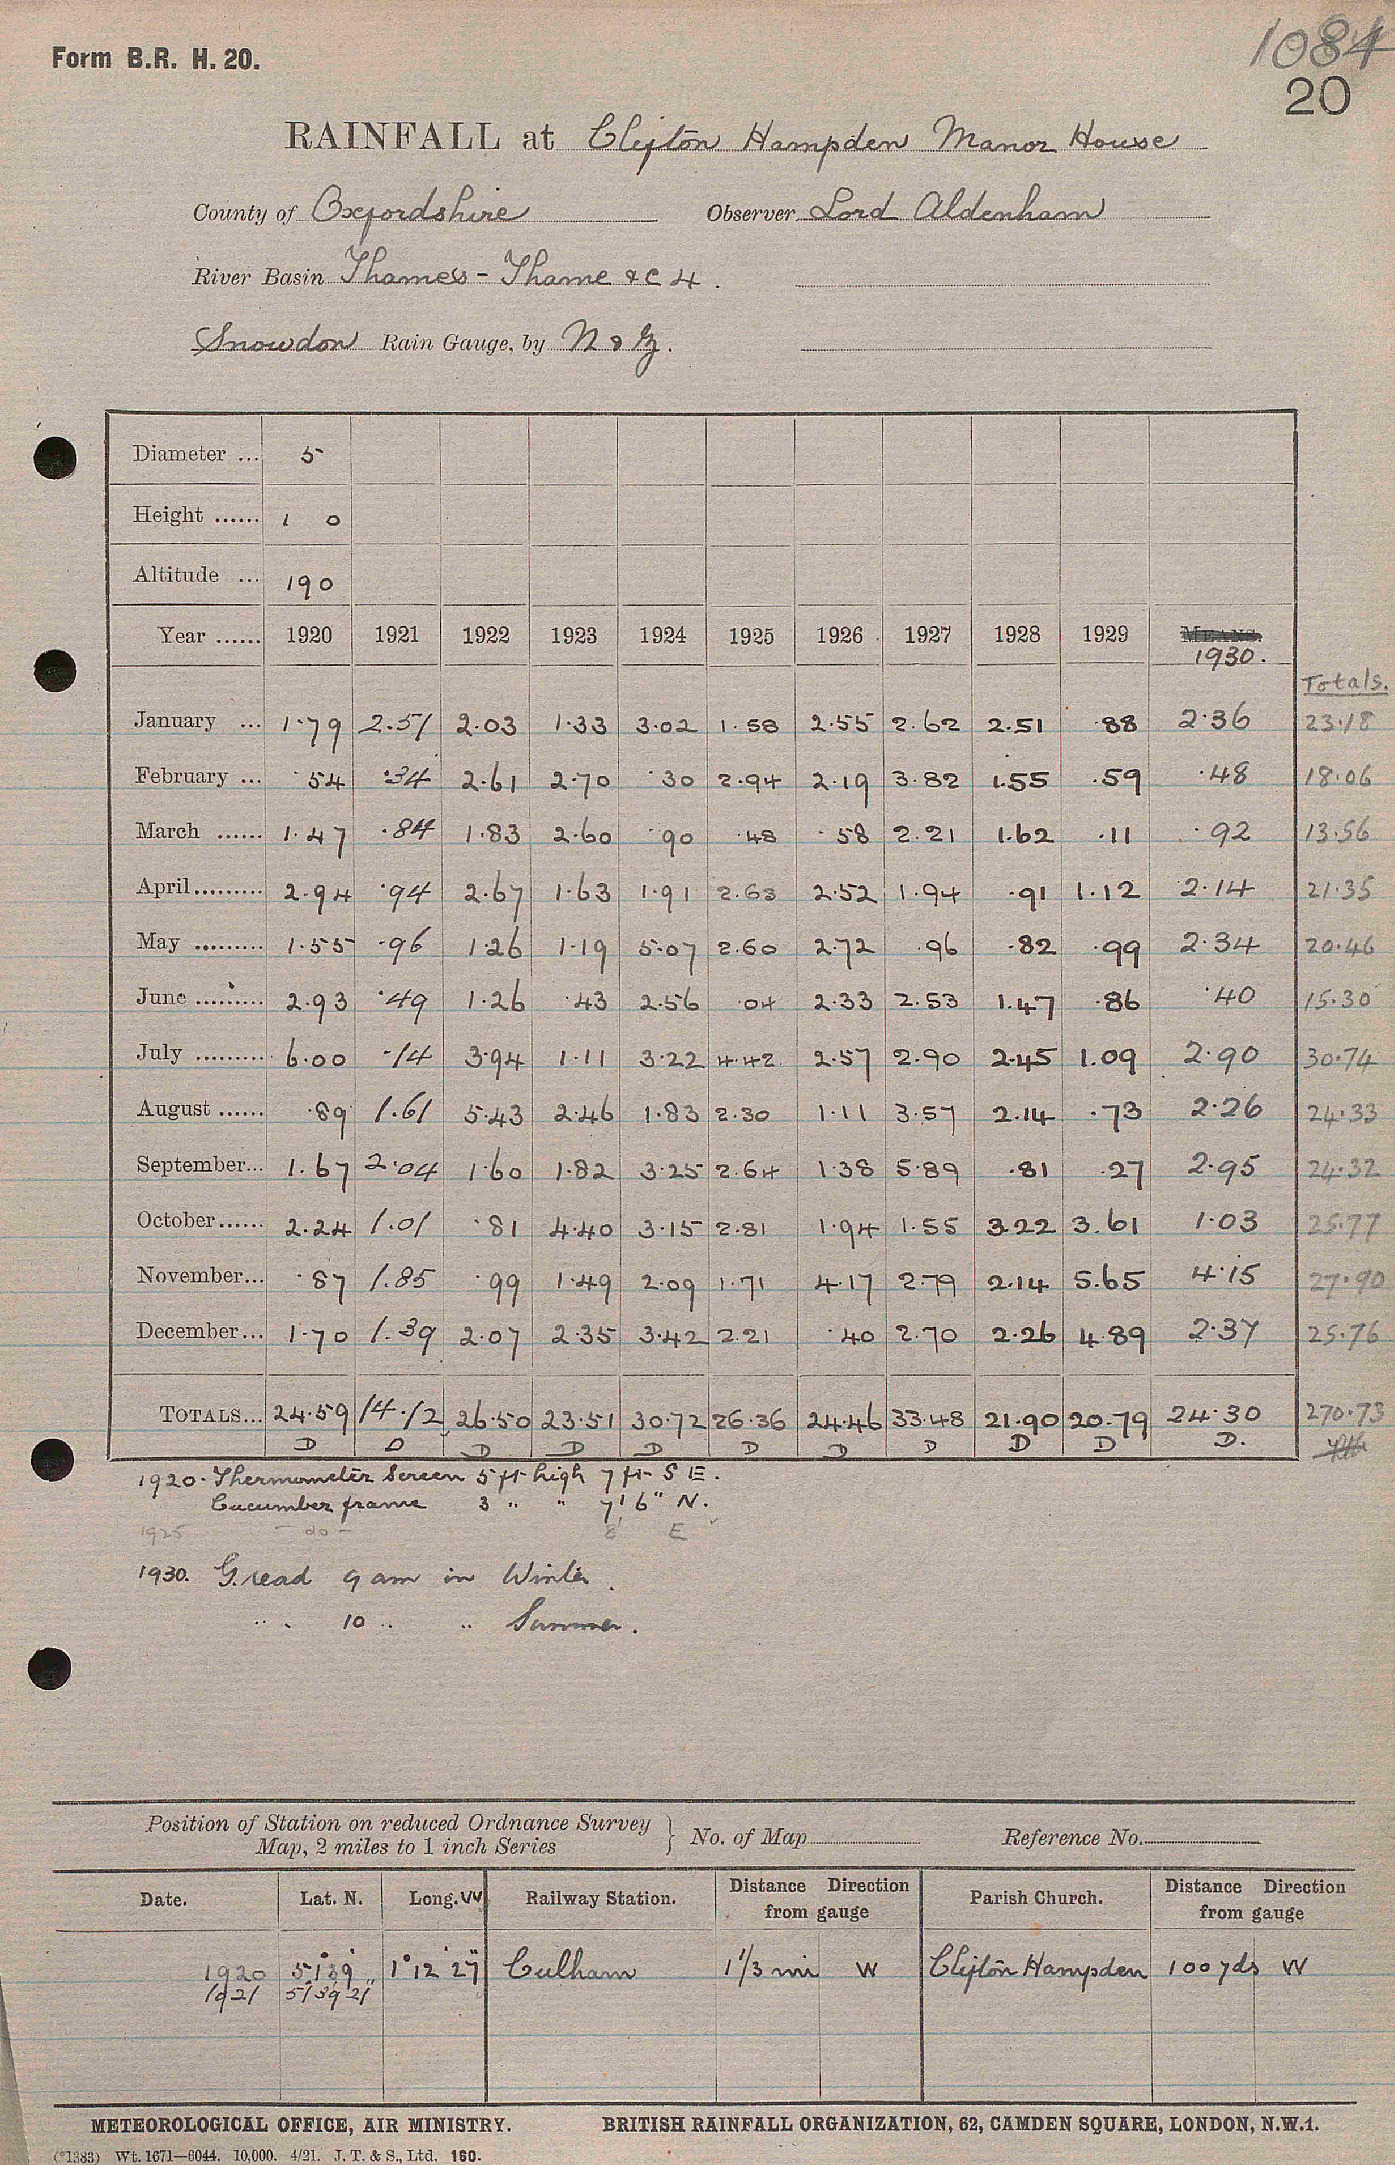 1084
Form B.R. H. 20.
20
RAINFALL at Clifton Hampden Manor House
County of Oxfordshire Observer Lord Aldenham
River Basin Thames - Thame &c 4.
Snowdon Rain Gauge, by N & Z.
Diameter ... 5
Height ...... 1 0
Altitude ... 190
Year ...... 1920 1921 1922 1923 1924 1925 1926 1927 1928 1929 MEANS.
1930.
Totals.
January ... 1.79 2.51 2.03 1.33 3.02 1.58 2.55 2.62 2.51 .88 2.36 23.18
February ... .54 .34 2.61 2.70 .30 2.94 2.19 3.82 1.55 .59 .48 18.06
March ...... 1.47 .84 1.83 2.60 .90 .48 .58 2.21 1.62 .11 .92 13.56
April......... 2.94 .94 2.67 1.63 1.91 2.63 2.52 1.94 .91 1.12 2.14 21.35
May ......... 1.55 .96 1.26 1.19 5.07 2.60 2.72 .96 .82 .99 2.34 20.46
June ......... 2.93 .49 1.26 .43 2.56 .04 2.33 2.53 1.47 .86 .40 15.30
July ......... 6.00 .14 3.94 1.11 3.22 4.42 2.57 2.90 2.45 1.09 2.90 30.74
August ...... .89 1.61 5.43 2.46 1.83 2.30 1.11 3.57 2.14 .73 2.26 24.33
September... 1.67 2.04 1.60 1.82 3.25 2.64 1.38 5.89 .81 .27 2.95 24.32
October...... 2.24 1.01 .81 4.40 3.15 2.81 1.94 1.55 3.22 3.61 1.03 25.77
November... .87 1.85 .99 1.49 2.09 1.71 4.17 2.79 2.14 5.65 4.15 27.90
December... 1.70 1.39 2.07 2.35 3.42 2.21 .40 2.70 2.26 4.89 2.37 25.76
TOTALS... 24.59 14.12 26.50 23.51 30.72 26.36 24.46 33.48 21.90 20.79 24.30 270.73
D D D D D D D D D D D.
1920. Thermometer Screen 5 ft high 7 ft S E.
Cucumber frame 3 " " 7' 6" N.
1925 - do - 8' E
1930. G. read 9 am in Winter.
" . 10 .. " Summer.
Position of Station on reduced Ordnance Survey
Map, 2 miles to 1 inch Series
No. of Map Reference No.
Date. Lat. N. Long. W Railway Station. Distance Direction from gauge Parish Church. Distance Direction from gauge
1920 51° 39' 1° 12' 27" Culham 1 1/3 mi W Clifton Hampden 100 yds W
1921 51 39 21"
METEOROLOGICAL OFFICE, AIR MINISTRY. BRITISH RAINFALL ORGANIZATION, 62, CAMDEN SQUARE, LONDON, N.W.1.
(*1383) Wt. 1671—6044. 10,000. 4/21. J. T. & S., Ltd. 160.